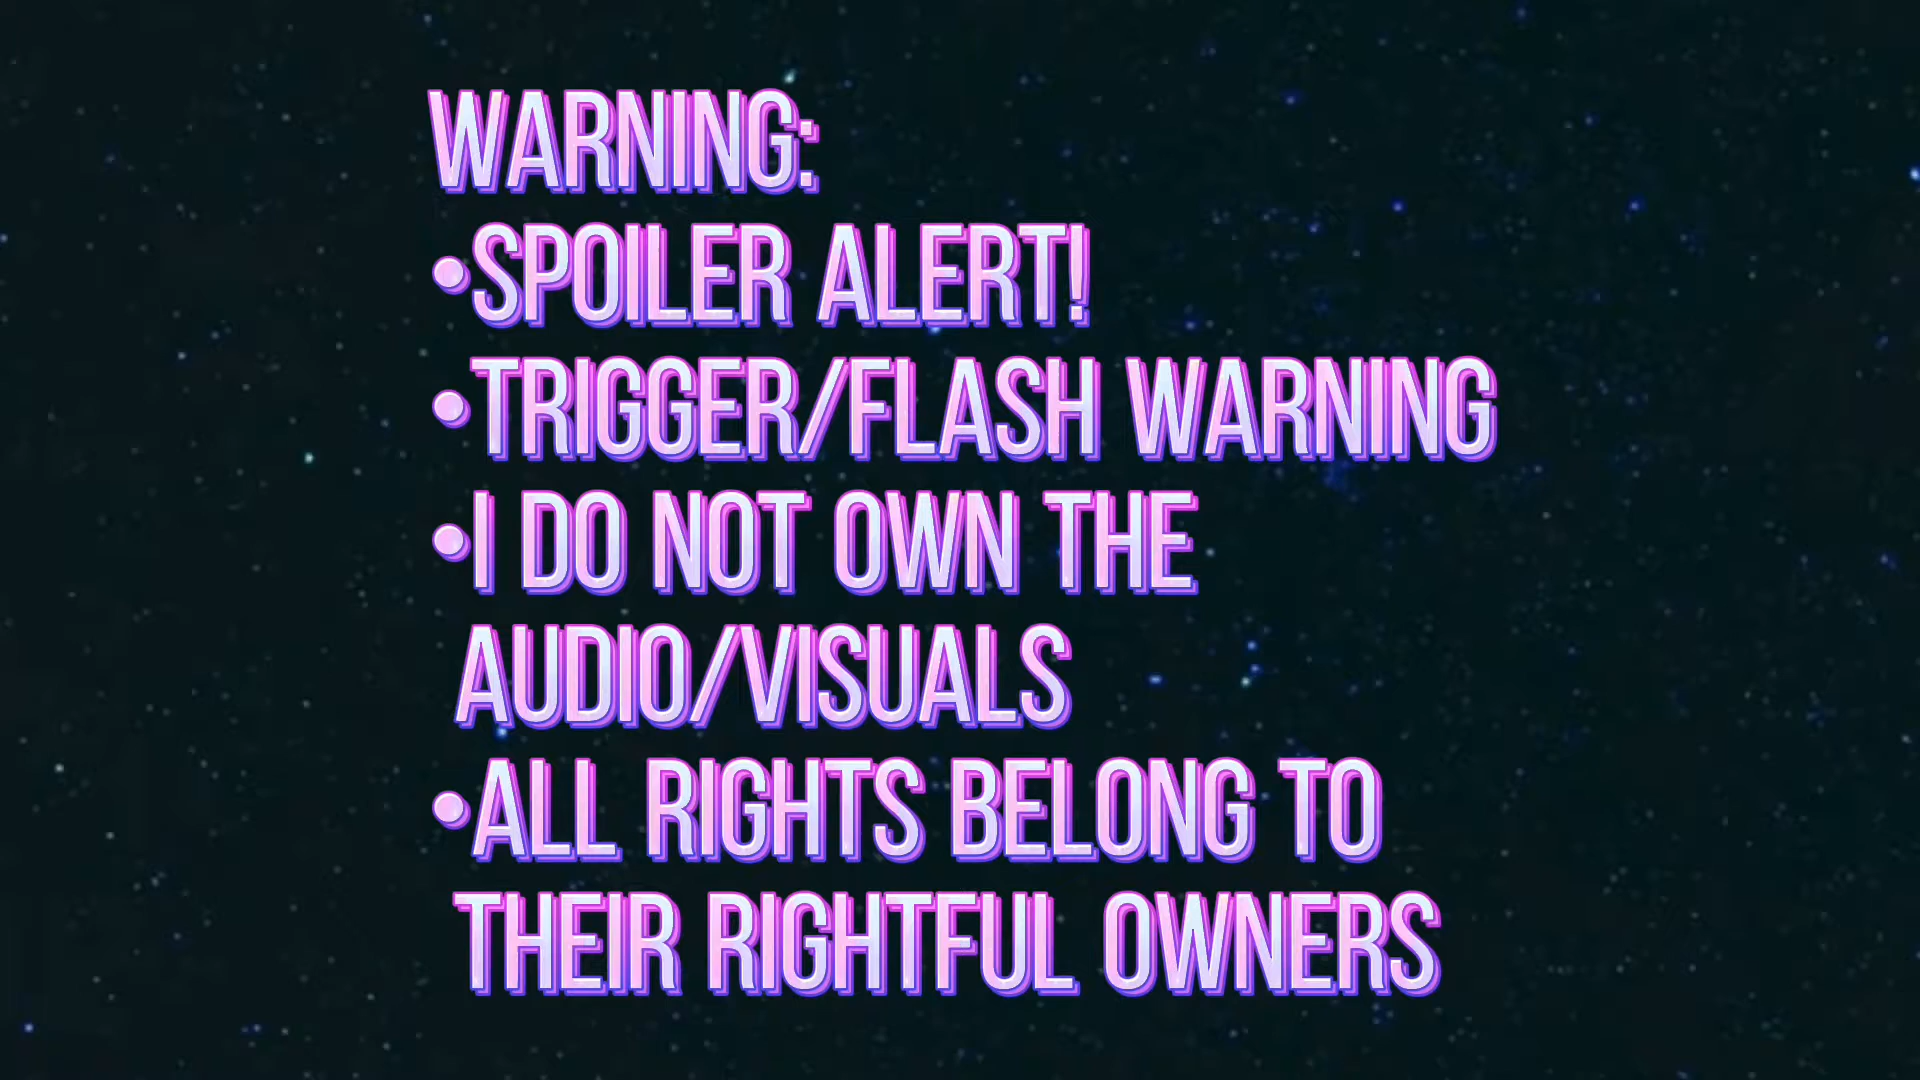 WARNING:
•SPOILER ALERT!
•TRIGGER/FLASH WARNING
•I DO NOT OWN THE
AUDIO/VISUALS
•ALL RIGHTS BELONG TO
THEIR RIGHTFUL OWNERS